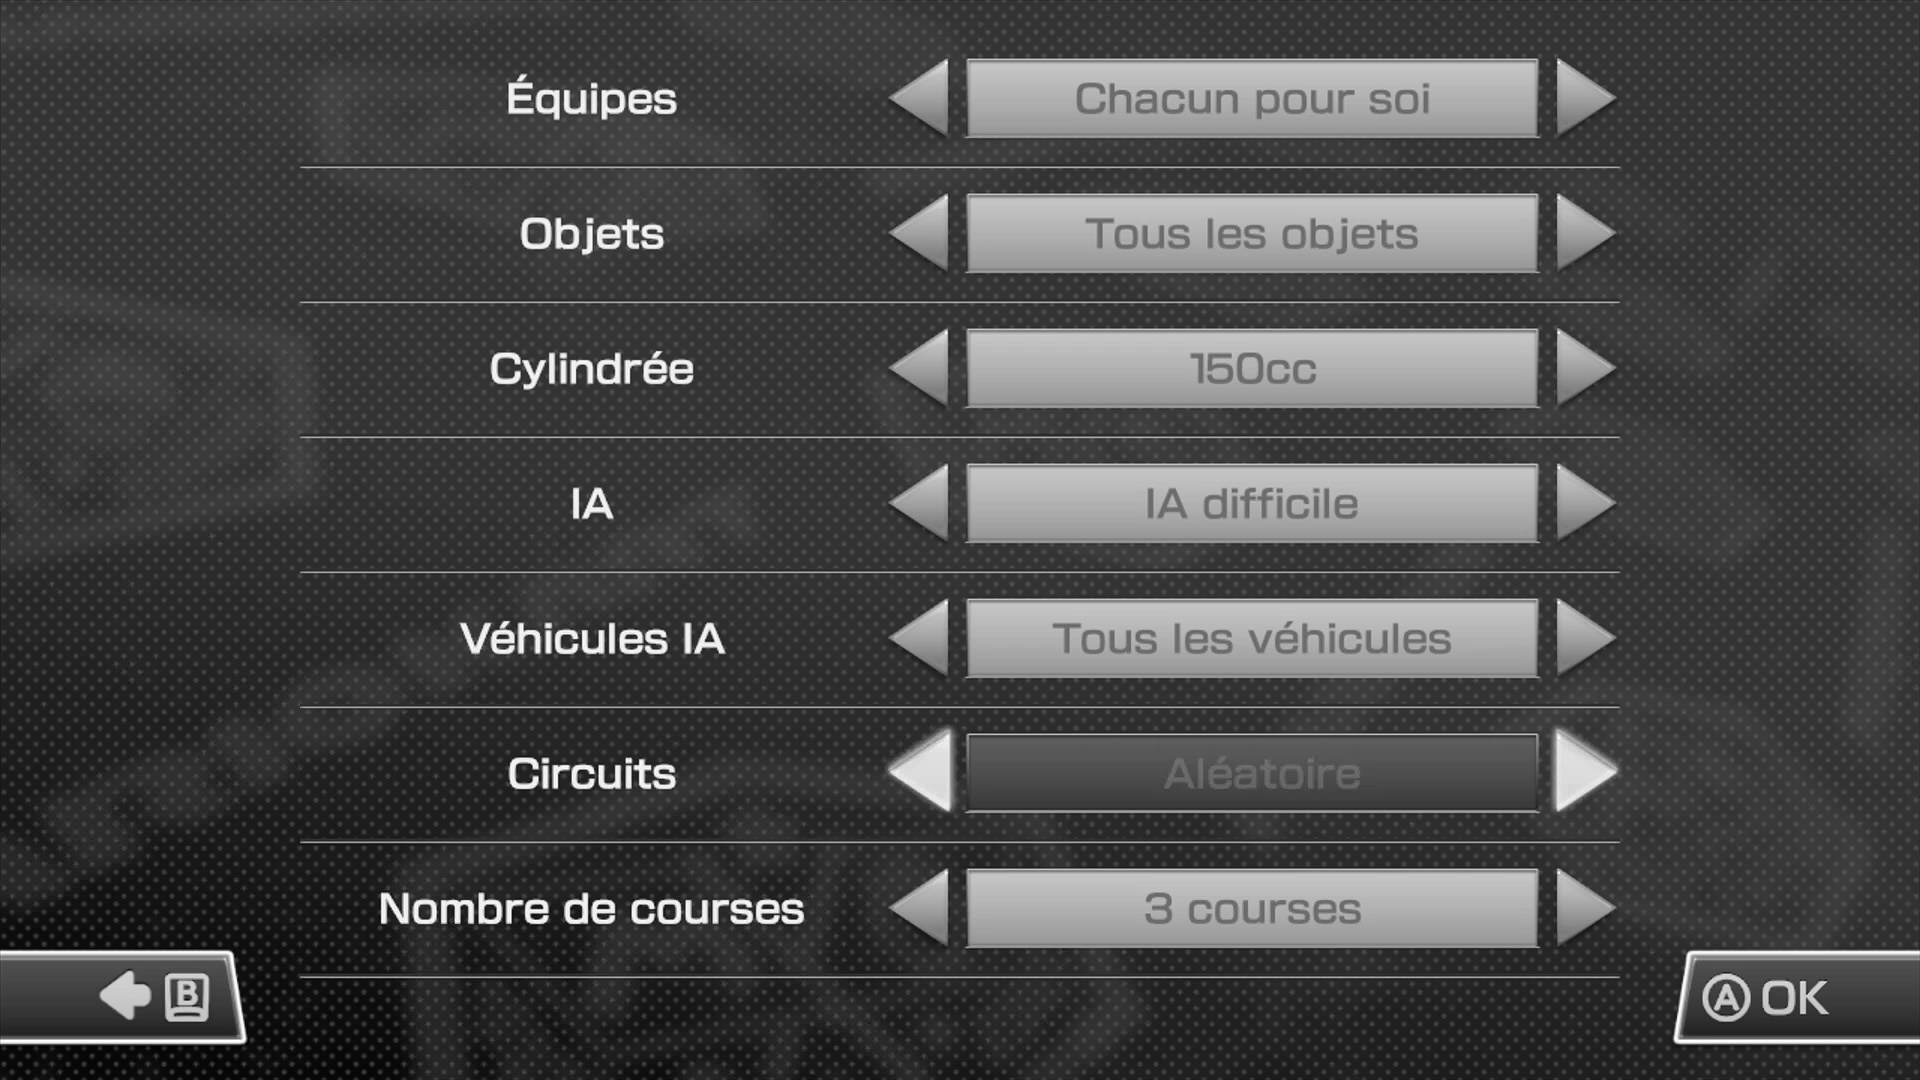 Équipes
Chacun pour soi
Objets
Tous les objets
Cylindrée
150cc
IA
IA difficile
Véhicules IA
Tous les véhicules
Circuits
Aléatoire
Nombre de courses
3 courses
B
A OK